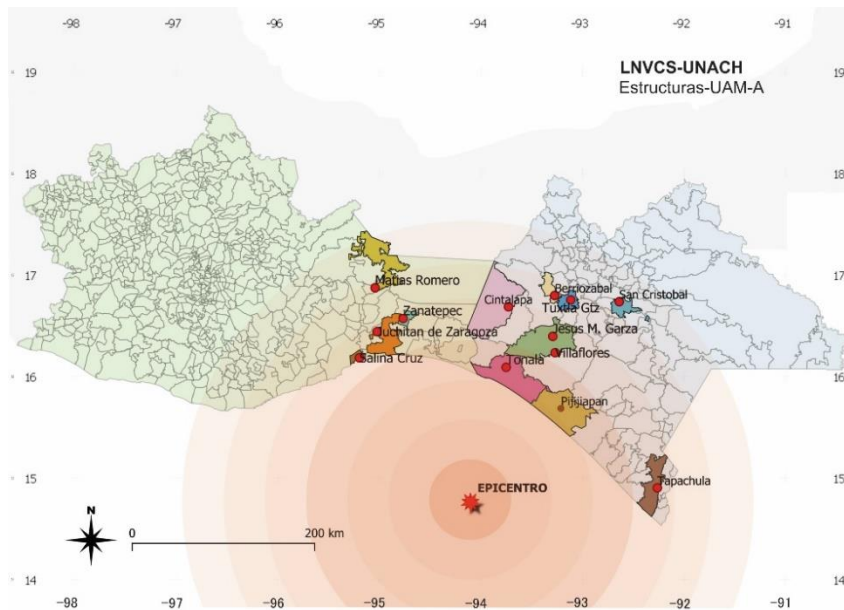 -98 -97 -96 -95 -94 -93 -92 -91
LNVCS-UNACH
Estructuras-UAM-A
19 19
18 18
17 17
Matias Romero
Berriozabal
Cintalapa
San Cristobal
Tuxtla Gtz
Zanatepec
Juchitan de Zaragoza
Jesus M. Garza
Villaflores
Salina Cruz
Tonala
16 16
Pijijiapan
15 15
Tapachula
EPICENTRO
N
0 200 km
14 14
-98 -97 -96 -95 -94 -93 -92 -91